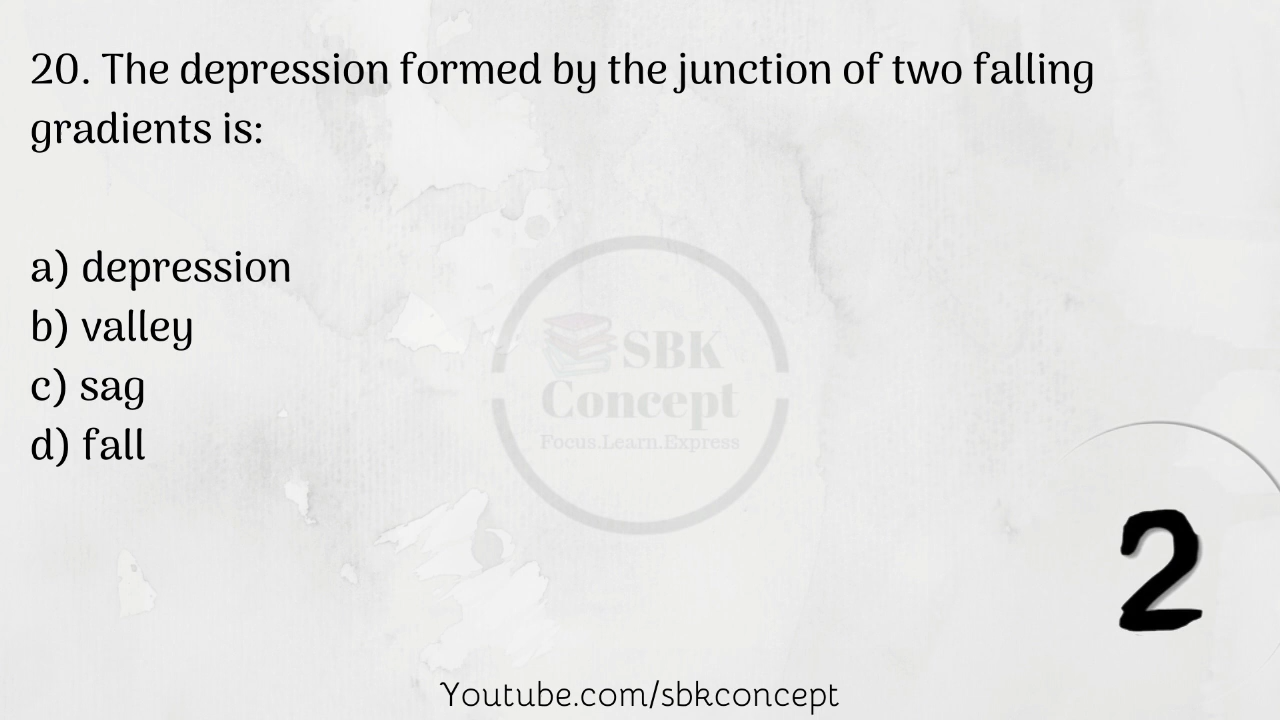 20. The depression formed by the junction of two falling
gradients is:
a) depression
b) valley
c) sag
d) fall
SBK
Concept
Focus.Learn.Express
2
Youtube.com/sbkconcept